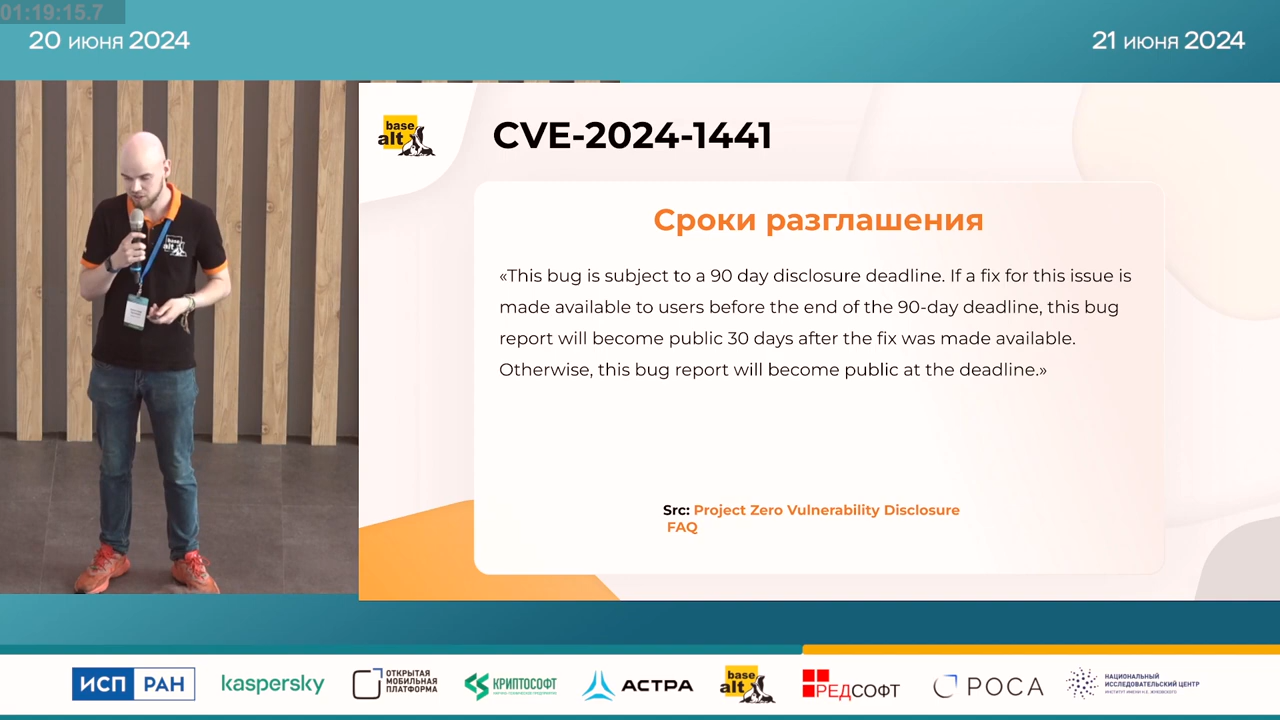 01:19:15.7
20 июня 2024
21 июня 2024
base alt
CVE-2024-1441
Сроки разглашения
«This bug is subject to a 90 day disclosure deadline. If a fix for this issue is
made available to users before the end of the 90-day deadline, this bug
report will become public 30 days after the fix was made available.
Otherwise, this bug report will become public at the deadline.»
Src: Project Zero Vulnerability Disclosure
FAQ
base alt
ИСП РАН
kaspersky
ОТКРЫТАЯ
МОБИЛЬНАЯ
ПЛАТФОРМА
КРИПТОСОФТ
АСТРА
base alt
РЕДСОФТ
РОСА
НАЦИОНАЛЬНЫЙ
ИССЛЕДОВАТЕЛЬСКИЙ ЦЕНТР